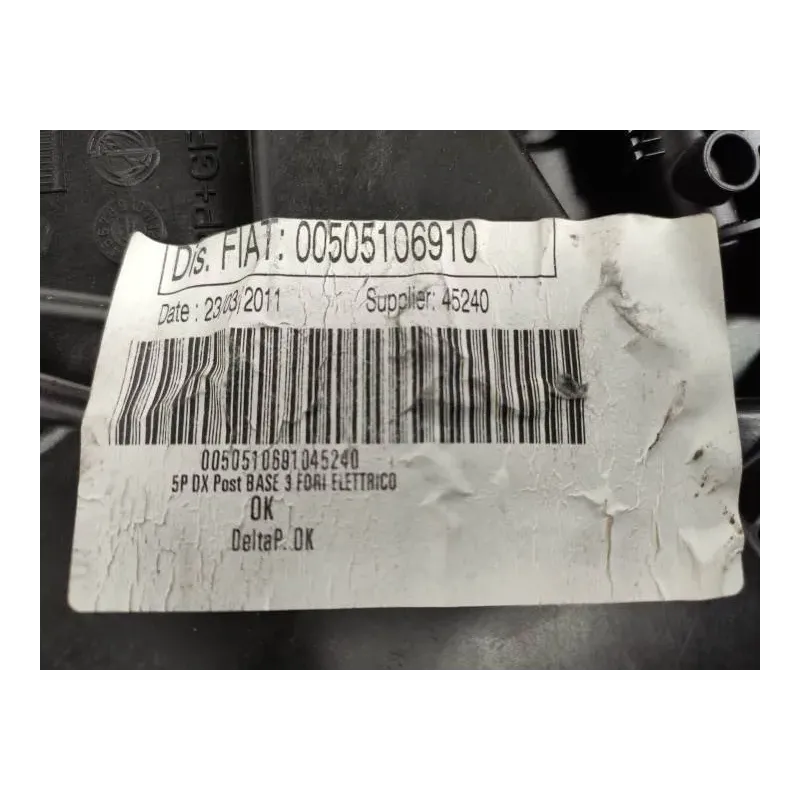 Dis. FIAT: 00505106910
Date : 23/03/2011 Supplier: 45240
0050510691045240
5P DX Post BASE 3 FORI ELETTRICO
OK
DeltaP. OK